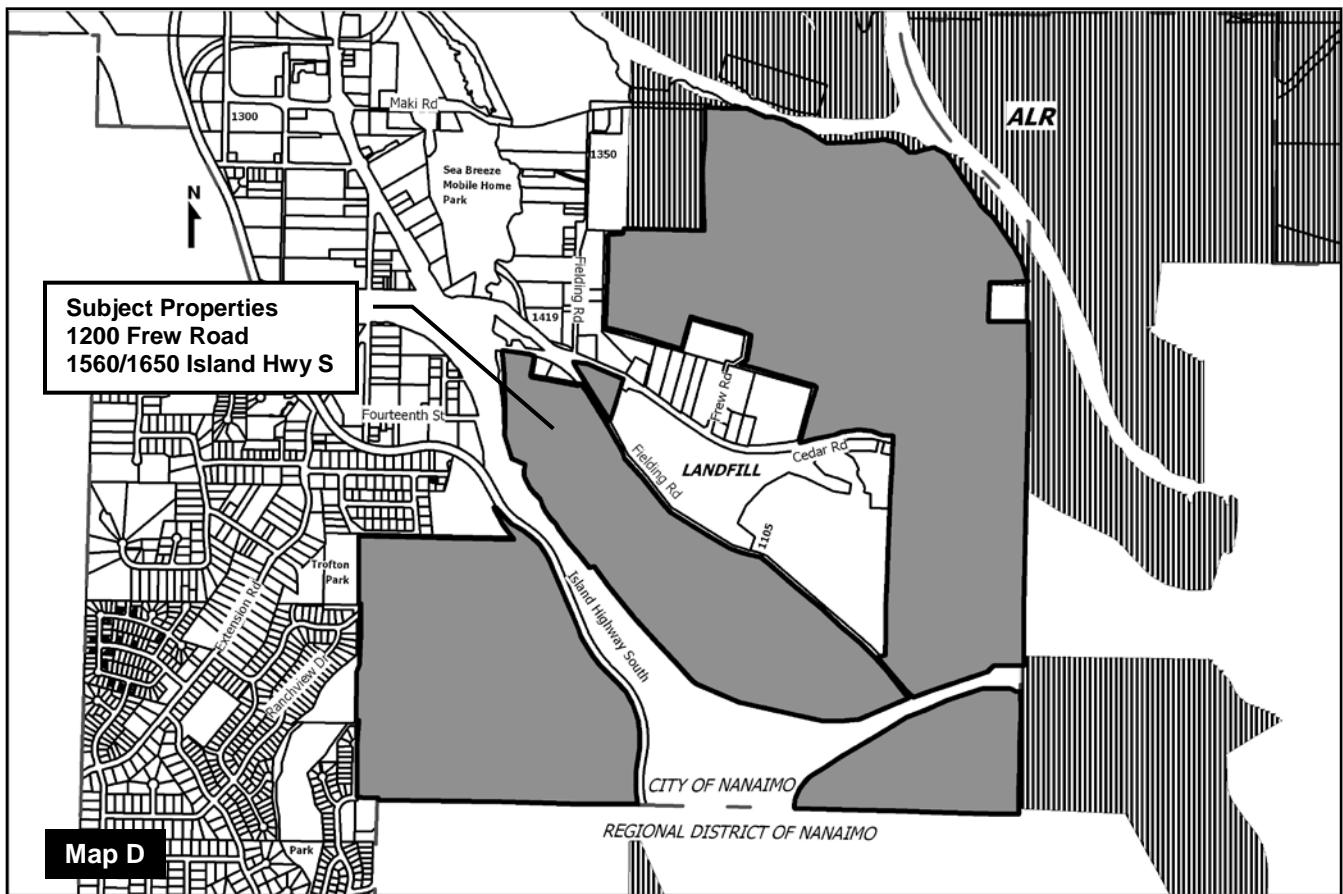 Maki Rd
1300
ALR
1350
Sea Breeze
Mobile Home
Park
N
Fielding Rd
Subject Properties
1200 Frew Road
1560/1650 Island Hwy S
1419
Frew Rd
Fourteenth St
Cedar Rd
LANDFILL
Fielding Rd
1105
Trofton
Park
Extension Rd
Island Highway South
Ranchview Dr
CITY OF NANAIMO
REGIONAL DISTRICT OF NANAIMO
Map D
Park